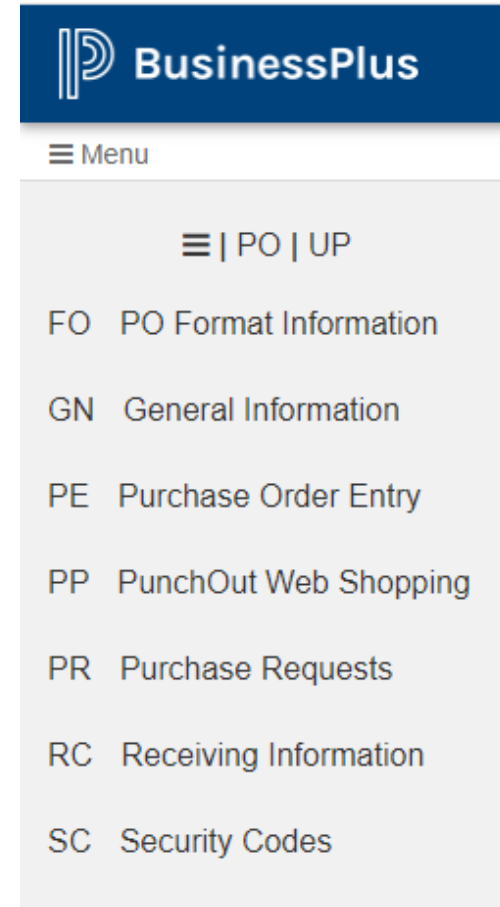 BusinessPlus
Menu
| PO | UP
FO PO Format Information
GN General Information
PE Purchase Order Entry
PP PunchOut Web Shopping
PR Purchase Requests
RC Receiving Information
SC Security Codes